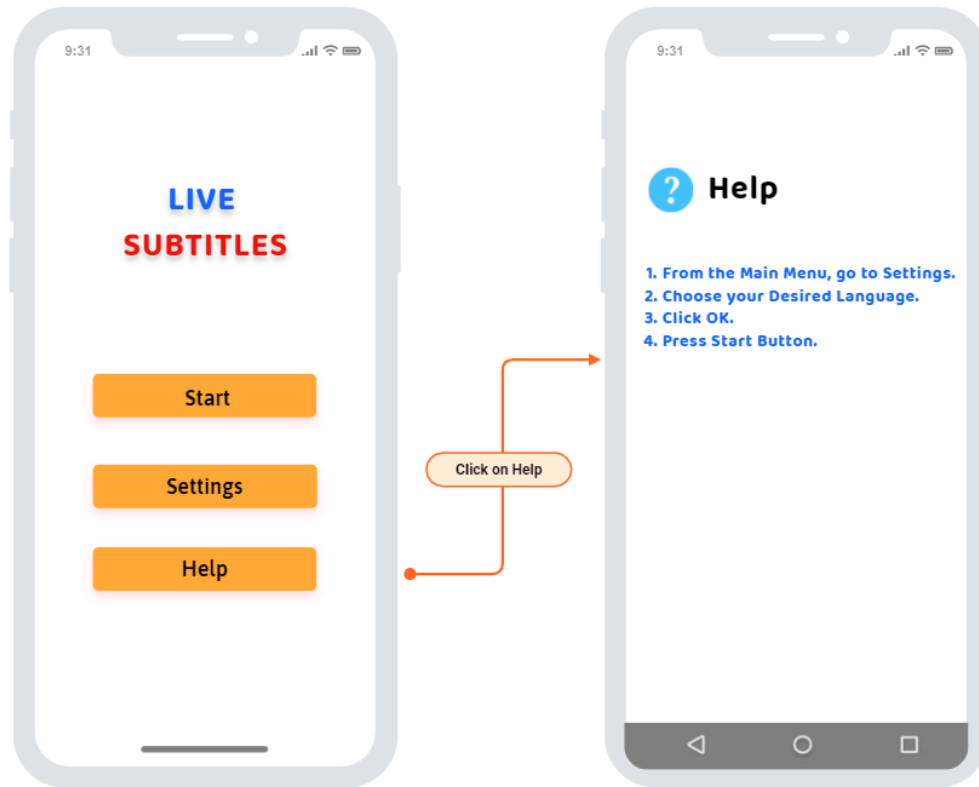 9:31
LIVE
SUBTITLES
Start
Settings
Help
Click on Help
9:31
? Help
1. From the Main Menu, go to Settings.
2. Choose your Desired Language.
3. Click OK.
4. Press Start Button.